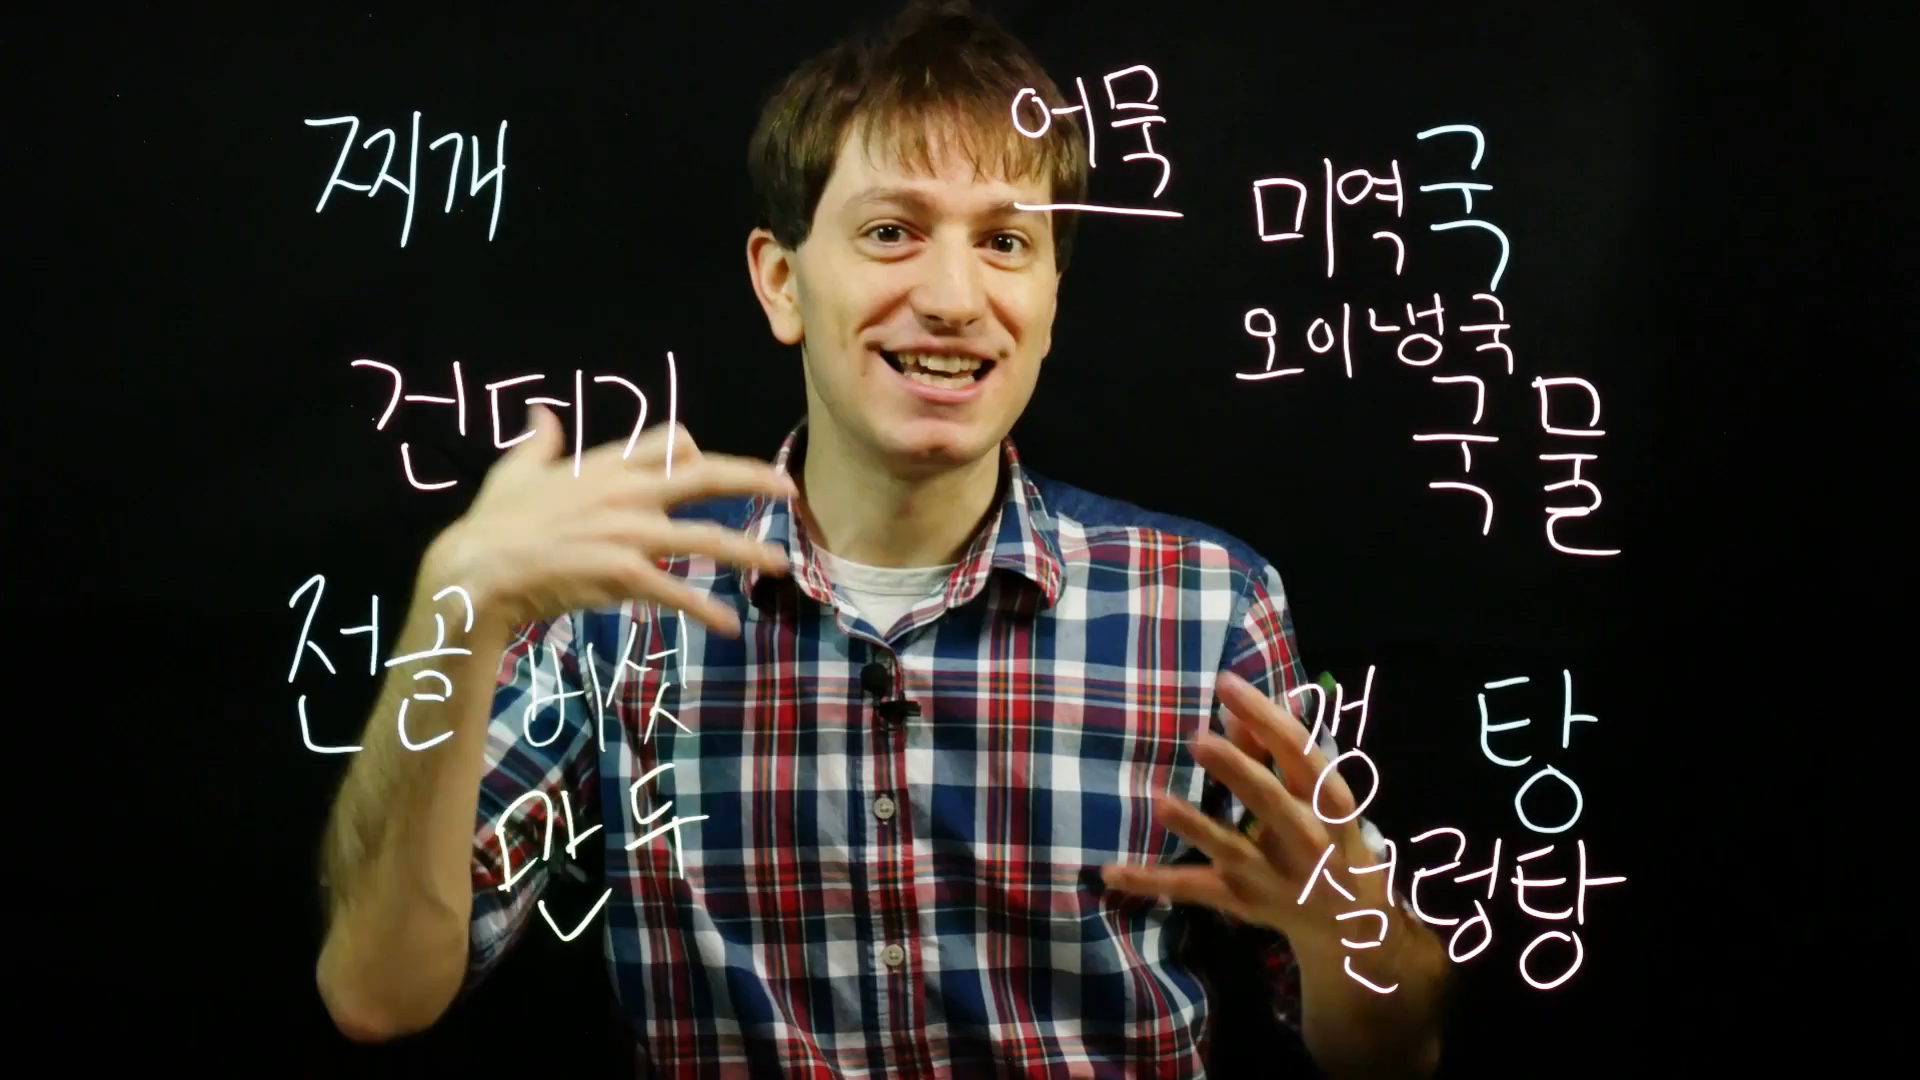 찌개
어묵
미역국
오이냉국
건더기
국물
전골 버섯
만두
갱 탕
설렁탕